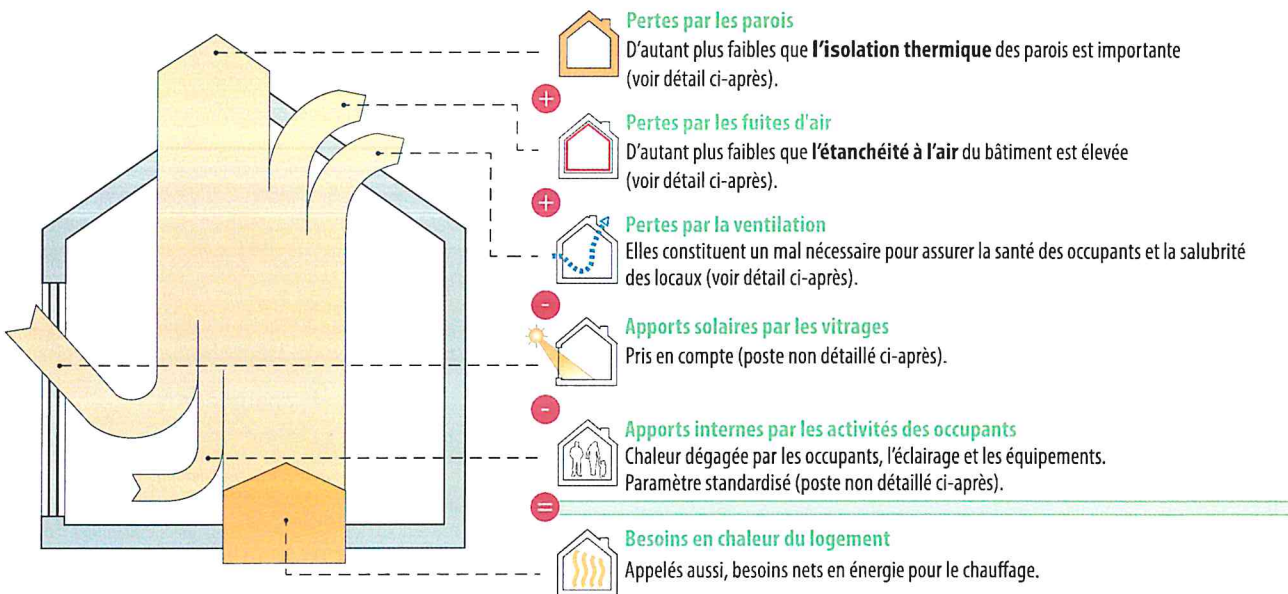 Pertes par les parois
D'autant plus faibles que l'isolation thermique des parois est importante
(voir détail ci-après).
+
Pertes par les fuites d'air
D'autant plus faibles que l'étanchéité à l'air du bâtiment est élevée
(voir détail ci-après).
+
Pertes par la ventilation
Elles constituent un mal nécessaire pour assurer la santé des occupants et la salubrité
des locaux (voir détail ci-après).
-
Apports solaires par les vitrages
Pris en compte (poste non détaillé ci-après).
-
Apports internes par les activités des occupants
Chaleur dégagée par les occupants, l'éclairage et les équipements.
Paramètre standardisé (poste non détaillé ci-après).
=
Besoins en chaleur du logement
Appelés aussi, besoins nets en énergie pour le chauffage.